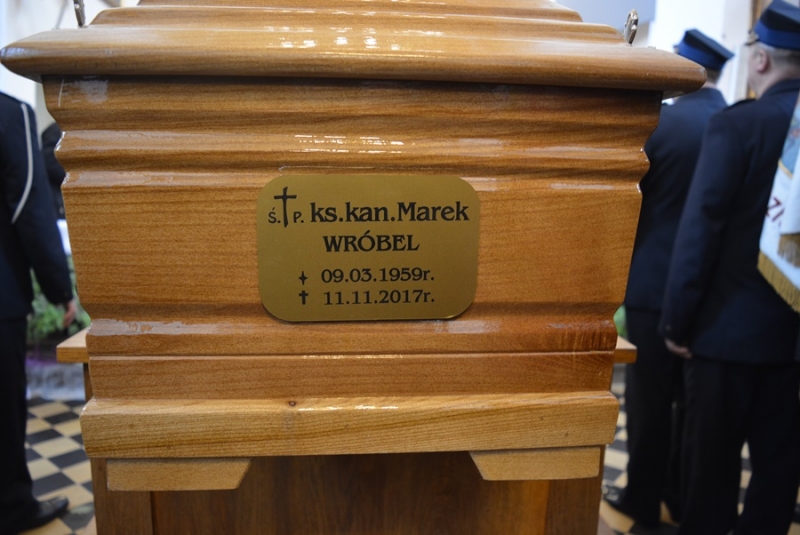 Ś.†P. ks.kan.Marek
WRÓBEL
✦ 09.03.1959r.
† 11.11.2017r.